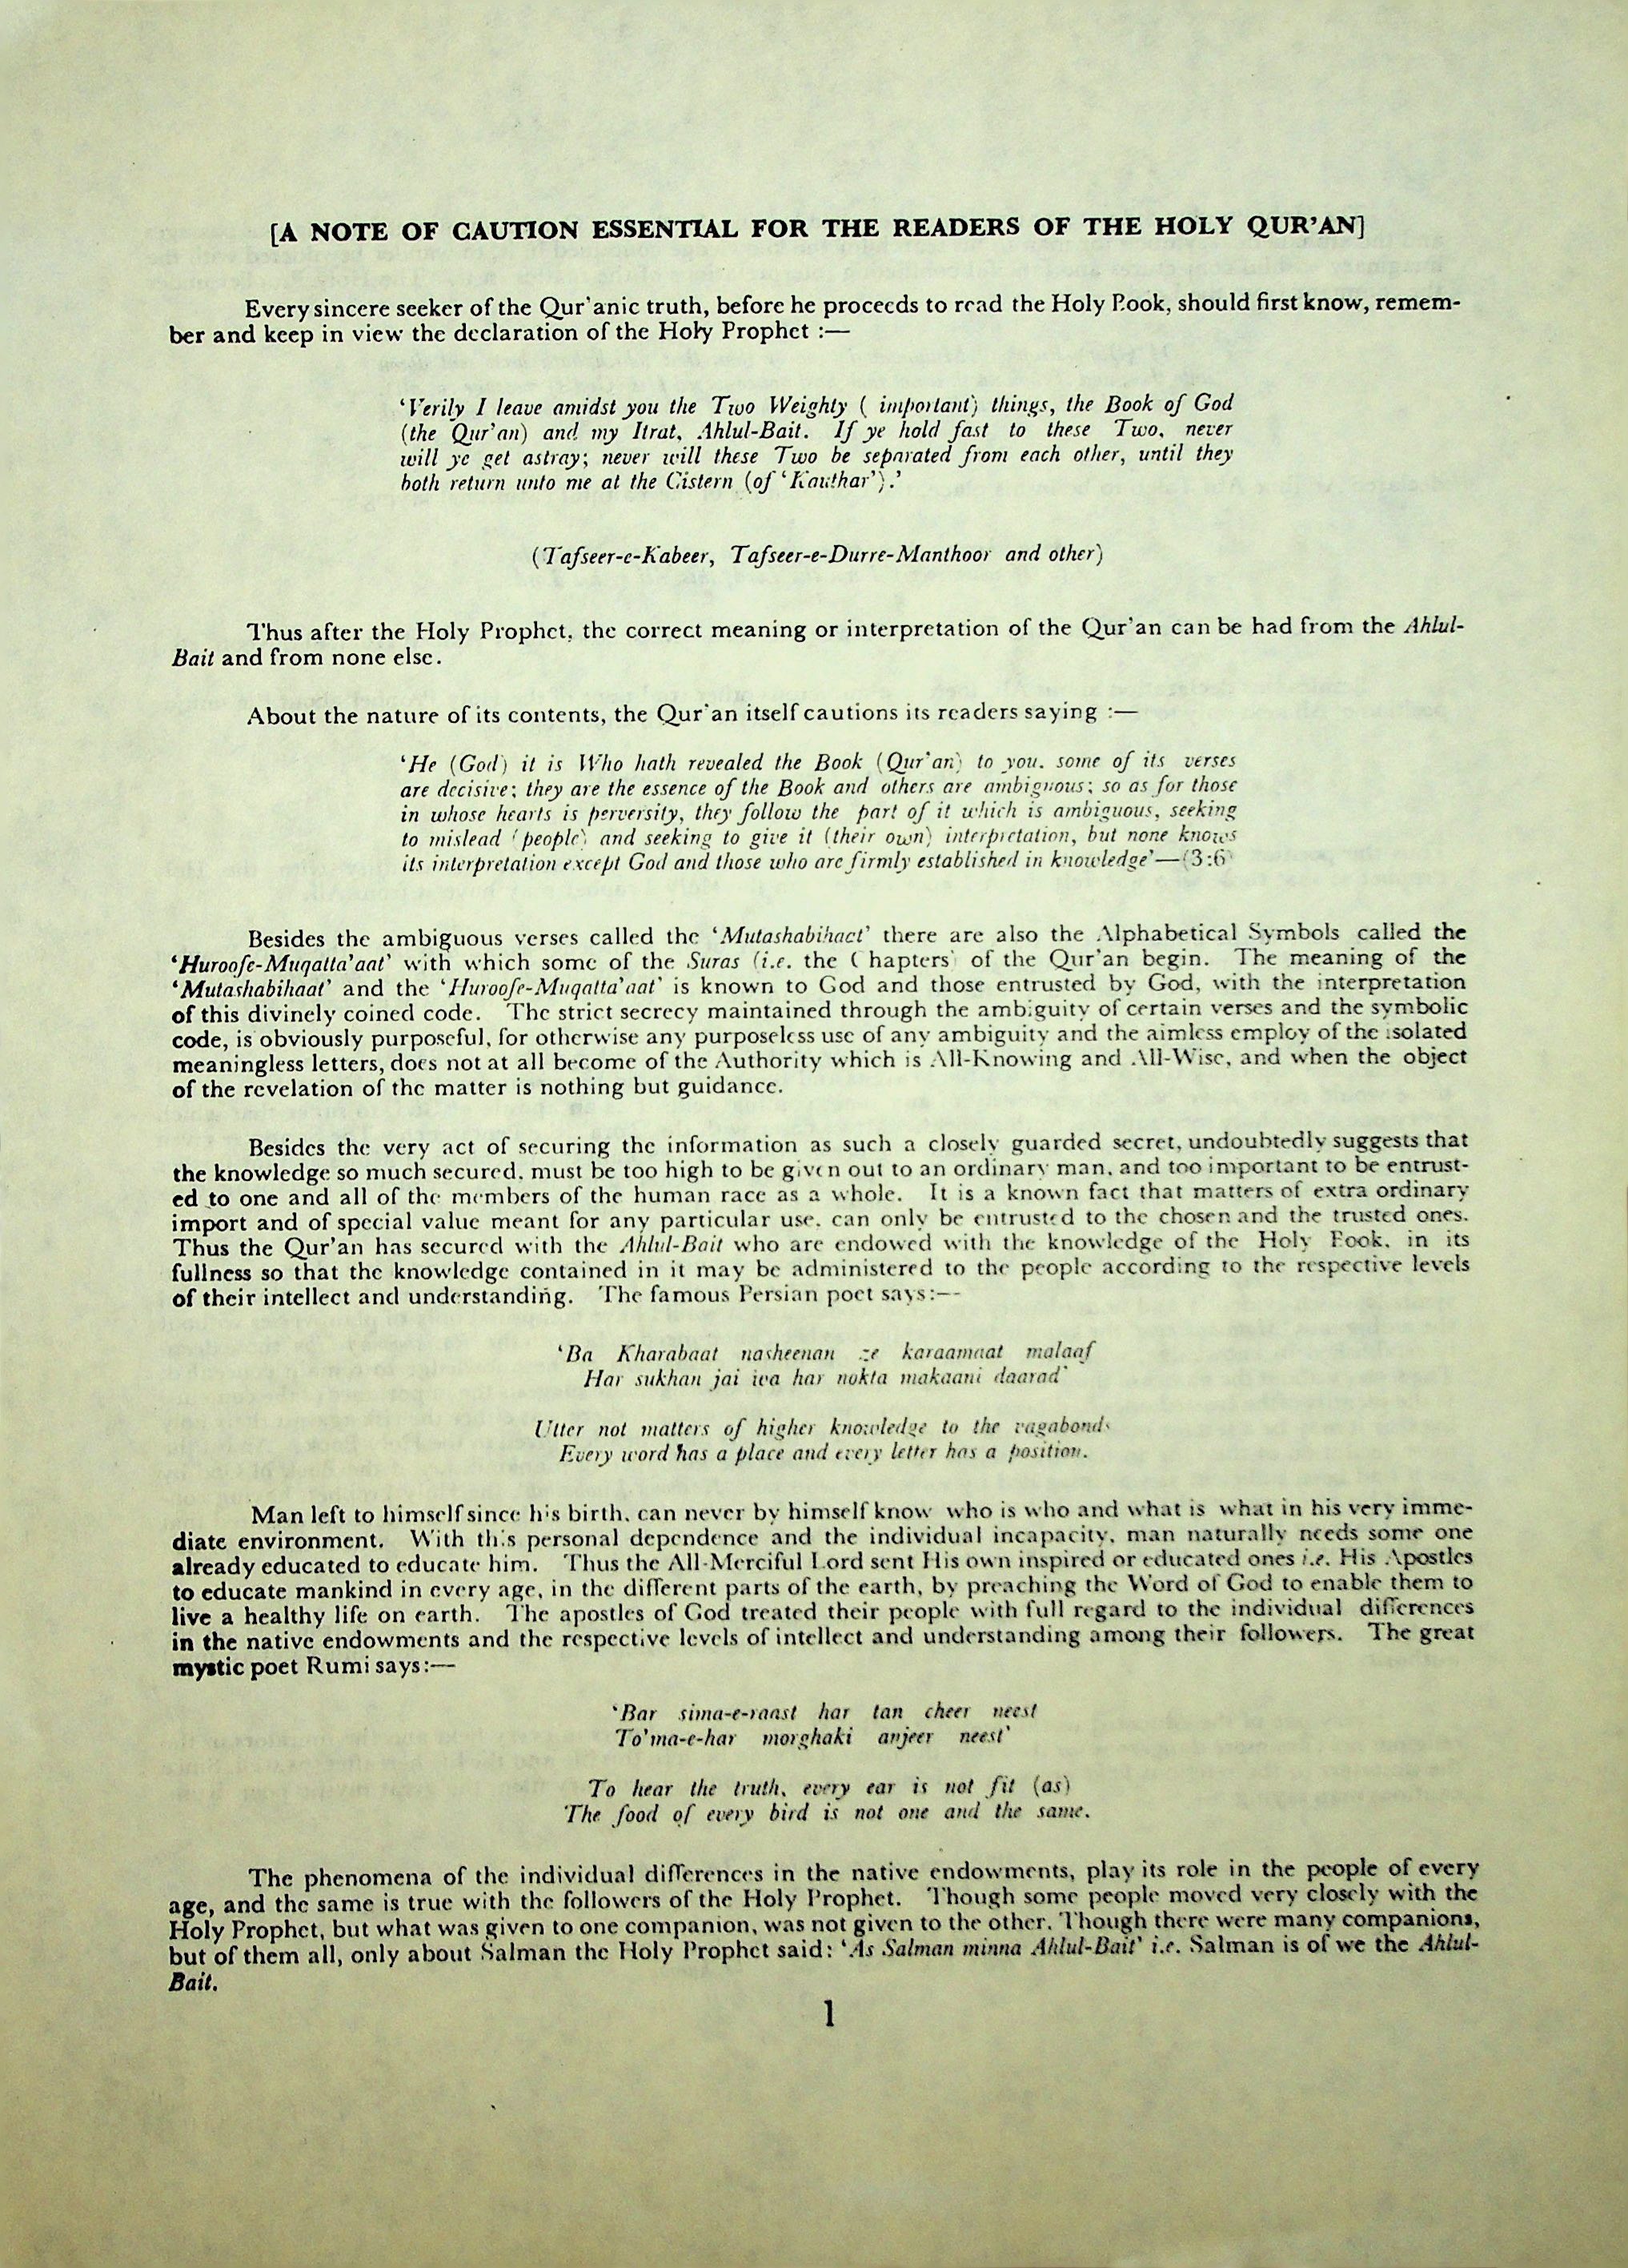 [A NOTE OF CAUTION ESSENTIAL FOR THE READERS OF THE HOLY QUR'AN]
Every sincere seeker of the Qur'anic truth, before he proceeds to read the Holy Book, should first know, remem-
ber and keep in view the declaration of the Holy Prophet :—
'Verily I leave amidst you the Two Weighty ( important) things, the Book of God
(the Qur'an) and my Itrat, Ahlul-Bait. If ye hold fast to these Two, never
will ye get astray; never will these Two be separated from each other, until they
both return unto me at the Cistern (of 'Kauthar').'
(Tafseer-e-Kabeer, Tafseer-e-Durre-Manthoor and other)
Thus after the Holy Prophet, the correct meaning or interpretation of the Qur'an can be had from the Ahlul-
Bait and from none else.
About the nature of its contents, the Qur'an itself cautions its readers saying :—
'He (God) it is Who hath revealed the Book (Qur'an) to you. some of its verses
are decisive; they are the essence of the Book and others are ambiguous; so as for those
in whose hearts is perversity, they follow the part of it which is ambiguous, seeking
to mislead (people) and seeking to give it (their own) interpretation, but none knows
its interpretation except God and those who are firmly established in knowledge'—(3:6)
Besides the ambiguous verses called the 'Mutashabihaet' there are also the Alphabetical Symbols called the
'Huroofe-Muqatta'aat' with which some of the Suras (i.e. the Chapters) of the Qur'an begin. The meaning of the
'Mutashabihaat' and the 'Huroofe-Muqatta'aat' is known to God and those entrusted by God, with the interpretation
of this divinely coined code. The strict secrecy maintained through the ambiguity of certain verses and the symbolic
code, is obviously purposeful, for otherwise any purposeless use of any ambiguity and the aimless employ of the isolated
meaningless letters, does not at all become of the Authority which is All-Knowing and All-Wise, and when the object
of the revelation of the matter is nothing but guidance.
Besides the very act of securing the information as such a closely guarded secret, undoubtedly suggests that
the knowledge so much secured, must be too high to be given out to an ordinary man, and too important to be entrust-
ed to one and all of the members of the human race as a whole. It is a known fact that matters of extra ordinary
import and of special value meant for any particular use, can only be entrusted to the chosen and the trusted ones.
Thus the Qur'an has secured with the Ahlul-Bait who are endowed with the knowledge of the Holy Book, in its
fullness so that the knowledge contained in it may be administered to the people according to the respective levels
of their intellect and understanding. The famous Persian poet says:—
'Ba Kharabaat nasheenan ze karaamaat malaaf
Har sukhan jai wa har nokta makaani daarad'
Utter not matters of higher knowledge to the vagabonds
Every word has a place and every letter has a position.
Man left to himself since his birth, can never by himself know who is who and what is what in his very imme-
diate environment. With this personal dependence and the individual incapacity, man naturally needs some one
already educated to educate him. Thus the All-Merciful Lord sent His own inspired or educated ones i.e. His Apostles
to educate mankind in every age, in the different parts of the earth, by preaching the Word of God to enable them to
live a healthy life on earth. The apostles of God treated their people with full regard to the individual differences
in the native endowments and the respective levels of intellect and understanding among their followers. The great
mystic poet Rumi says:—
'Bar sima-e-raast har tan cheer neest
To'ma-e-har morghaki anjeer neest'
To hear the truth, every ear is not fit (as)
The food of every bird is not one and the same.
The phenomena of the individual differences in the native endowments, play its role in the people of every
age, and the same is true with the followers of the Holy Prophet. Though some people moved very closely with the
Holy Prophet, but what was given to one companion, was not given to the other. Though there were many companions,
but of them all, only about Salman the Holy Prophet said: 'As Salman minna Ahlul-Bait' i.e. Salman is of we the Ahlul-
Bait.
1